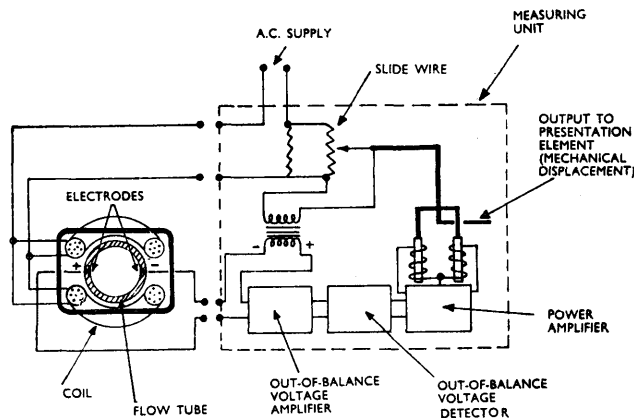 MEASURING
UNIT
A.C. SUPPLY
SLIDE WIRE
OUTPUT TO
PRESENTATION
ELEMENT
(MECHANICAL
DISPLACEMENT)
ELECTRODES
+
-
-
+
COIL
FLOW TUBE
OUT-OF-BALANCE
VOLTAGE
AMPLIFIER
OUT-OF-BALANCE
VOLTAGE
DETECTOR
POWER
AMPLIFIER